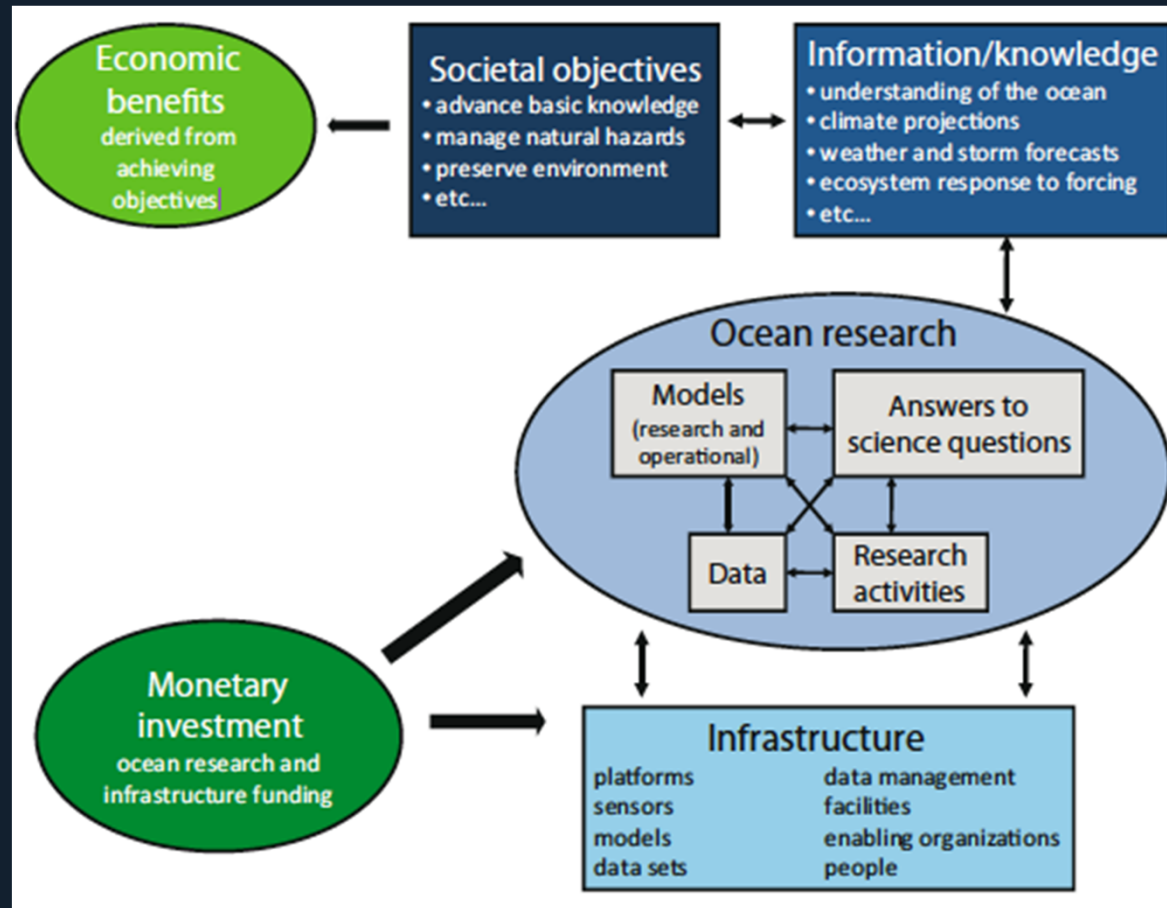 Economic
benefits
derived from
achieving
objectives
Societal objectives
• advance basic knowledge
• manage natural hazards
• preserve environment
• etc...
Information/knowledge
• understanding of the ocean
• climate projections
• weather and storm forecasts
• ecosystem response to forcing
• etc...
Ocean research
Models
(research and
operational)
Answers to
science questions
Data
Research
activities
Monetary
investment
ocean research and
infrastructure funding
Infrastructure
platforms
sensors
models
data sets
data management
facilities
enabling organizations
people